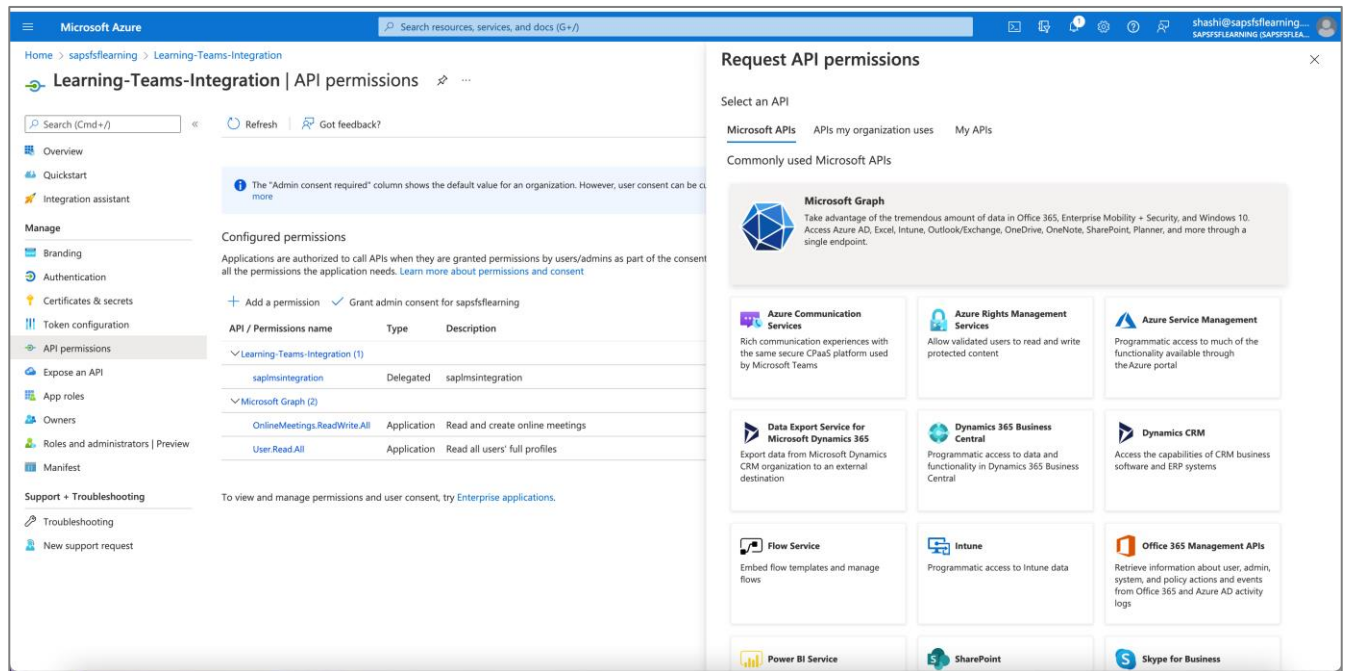 Microsoft Azure
Search resources, services, and docs (G+/)
1
shashi@sapsfsflearning....
SAPSFSFLEARNING (SAPSFSFLEA...
Home > sapsfsflearning > Learning-Teams-Integration
Learning-Teams-Integration | API permissions
Search (Cmd+/)
Overview
Quickstart
Integration assistant
Manage
Branding
Authentication
Certificates & secrets
Token configuration
API permissions
Expose an API
App roles
Owners
Roles and administrators | Preview
Manifest
Support + Troubleshooting
Troubleshooting
New support request
Refresh
Got feedback?
The "Admin consent required" column shows the default value for an organization. However, user consent can be cu
more
Configured permissions
Applications are authorized to call APIs when they are granted permissions by users/admins as part of the consent
all the permissions the application needs. Learn more about permissions and consent
Add a permission
Grant admin consent for sapsfsflearning
API / Permissions name Type Description
Learning-Teams-Integration (1)
saplmsintegration Delegated saplmsintegration
Microsoft Graph (2)
OnlineMeetings.ReadWrite.All Application Read and create online meetings
User.Read.All Application Read all users' full profiles
To view and manage permissions and user consent, try Enterprise applications.
Request API permissions
Select an API
Microsoft APIs APIs my organization uses My APIs
Commonly used Microsoft APIs
Microsoft Graph
Take advantage of the tremendous amount of data in Office 365, Enterprise Mobility + Security, and Windows 10.
Access Azure AD, Excel, Intune, Outlook/Exchange, OneDrive, OneNote, SharePoint, Planner, and more through a
single endpoint.
Azure Communication
Services
Rich communication experiences with
the same secure CPaaS platform used
by Microsoft Teams
Azure Rights Management
Services
Allow validated users to read and write
protected content
Azure Service Management
Programmatic access to much of the
functionality available through
the Azure portal
Data Export Service for
Microsoft Dynamics 365
Export data from Microsoft Dynamics
CRM organization to an external
destination
Dynamics 365 Business
Central
Programmatic access to data and
functionality in Dynamics 365 Business
Central
Dynamics CRM
Access the capabilities of CRM business
software and ERP systems
Flow Service
Embed flow templates and manage
flows
Intune
Programmatic access to Intune data
Office 365 Management APIs
Retrieve information about user, admin,
system, and policy actions and events
from Office 365 and Azure AD activity
logs
Power BI Service
SharePoint
Skype for Business